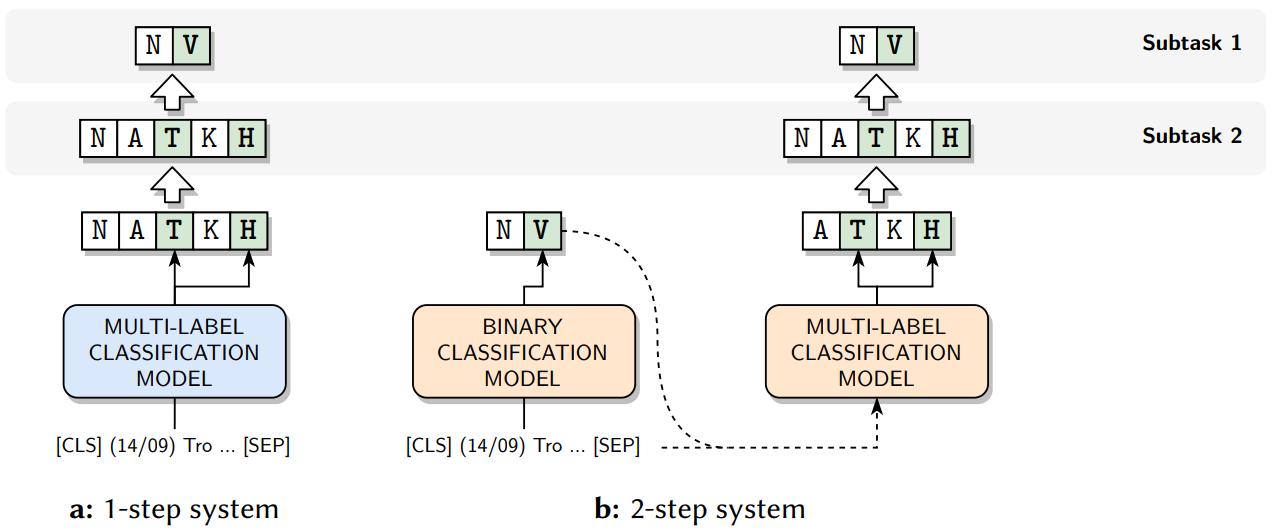 N V
N V
Subtask 1
N A T K H
N A T K H
Subtask 2
N A T K H
N V
A T K H
MULTI-LABEL
CLASSIFICATION
MODEL
BINARY
CLASSIFICATION
MODEL
MULTI-LABEL
CLASSIFICATION
MODEL
[CLS] (14/09) Tro ... [SEP]
[CLS] (14/09) Tro ... [SEP]
a: 1-step system
b: 2-step system